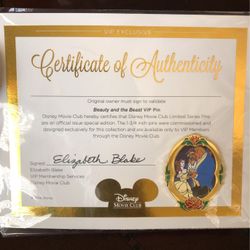 VIP EXCLUSIVE
Certificate of Authenticity
Original owner must sign to validate
Beauty and the Beast VIP Pin
Disney Movie Club hereby certifies that Disney Movie Club Limited Series Pins
are an official issue special edition. The 1-3/4 inch pins were commissioned and
designed exclusively for this collection and are available only to VIP Members
through the Disney Movie Club.
Signed
Elizabeth Blake
Elizabeth Blake
VIP Membership Services
Disney Movie Club
Disney
MOVIE CLUB